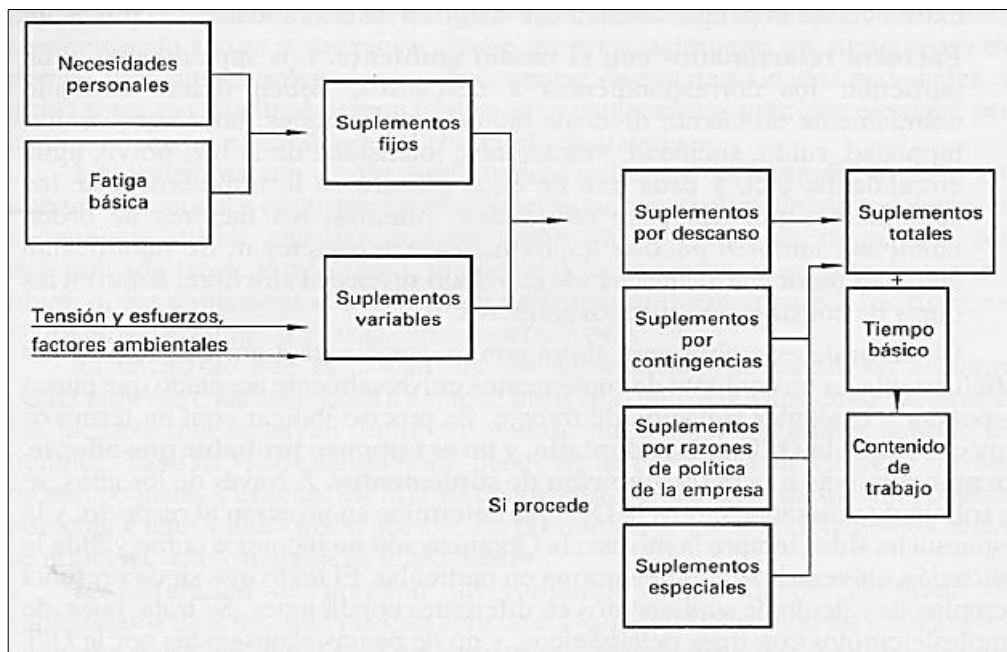 Necesidades
personales
Fatiga
básica
Suplementos
fijos
Tensión y esfuerzos,
factores ambientales
Suplementos
variables
Suplementos
por descanso
Suplementos
por
contingencias
Suplementos
por razones
de política
de la empresa
Si procede
Suplementos
especiales
Suplementos
totales
+
Tiempo
básico
Contenido
de
trabajo